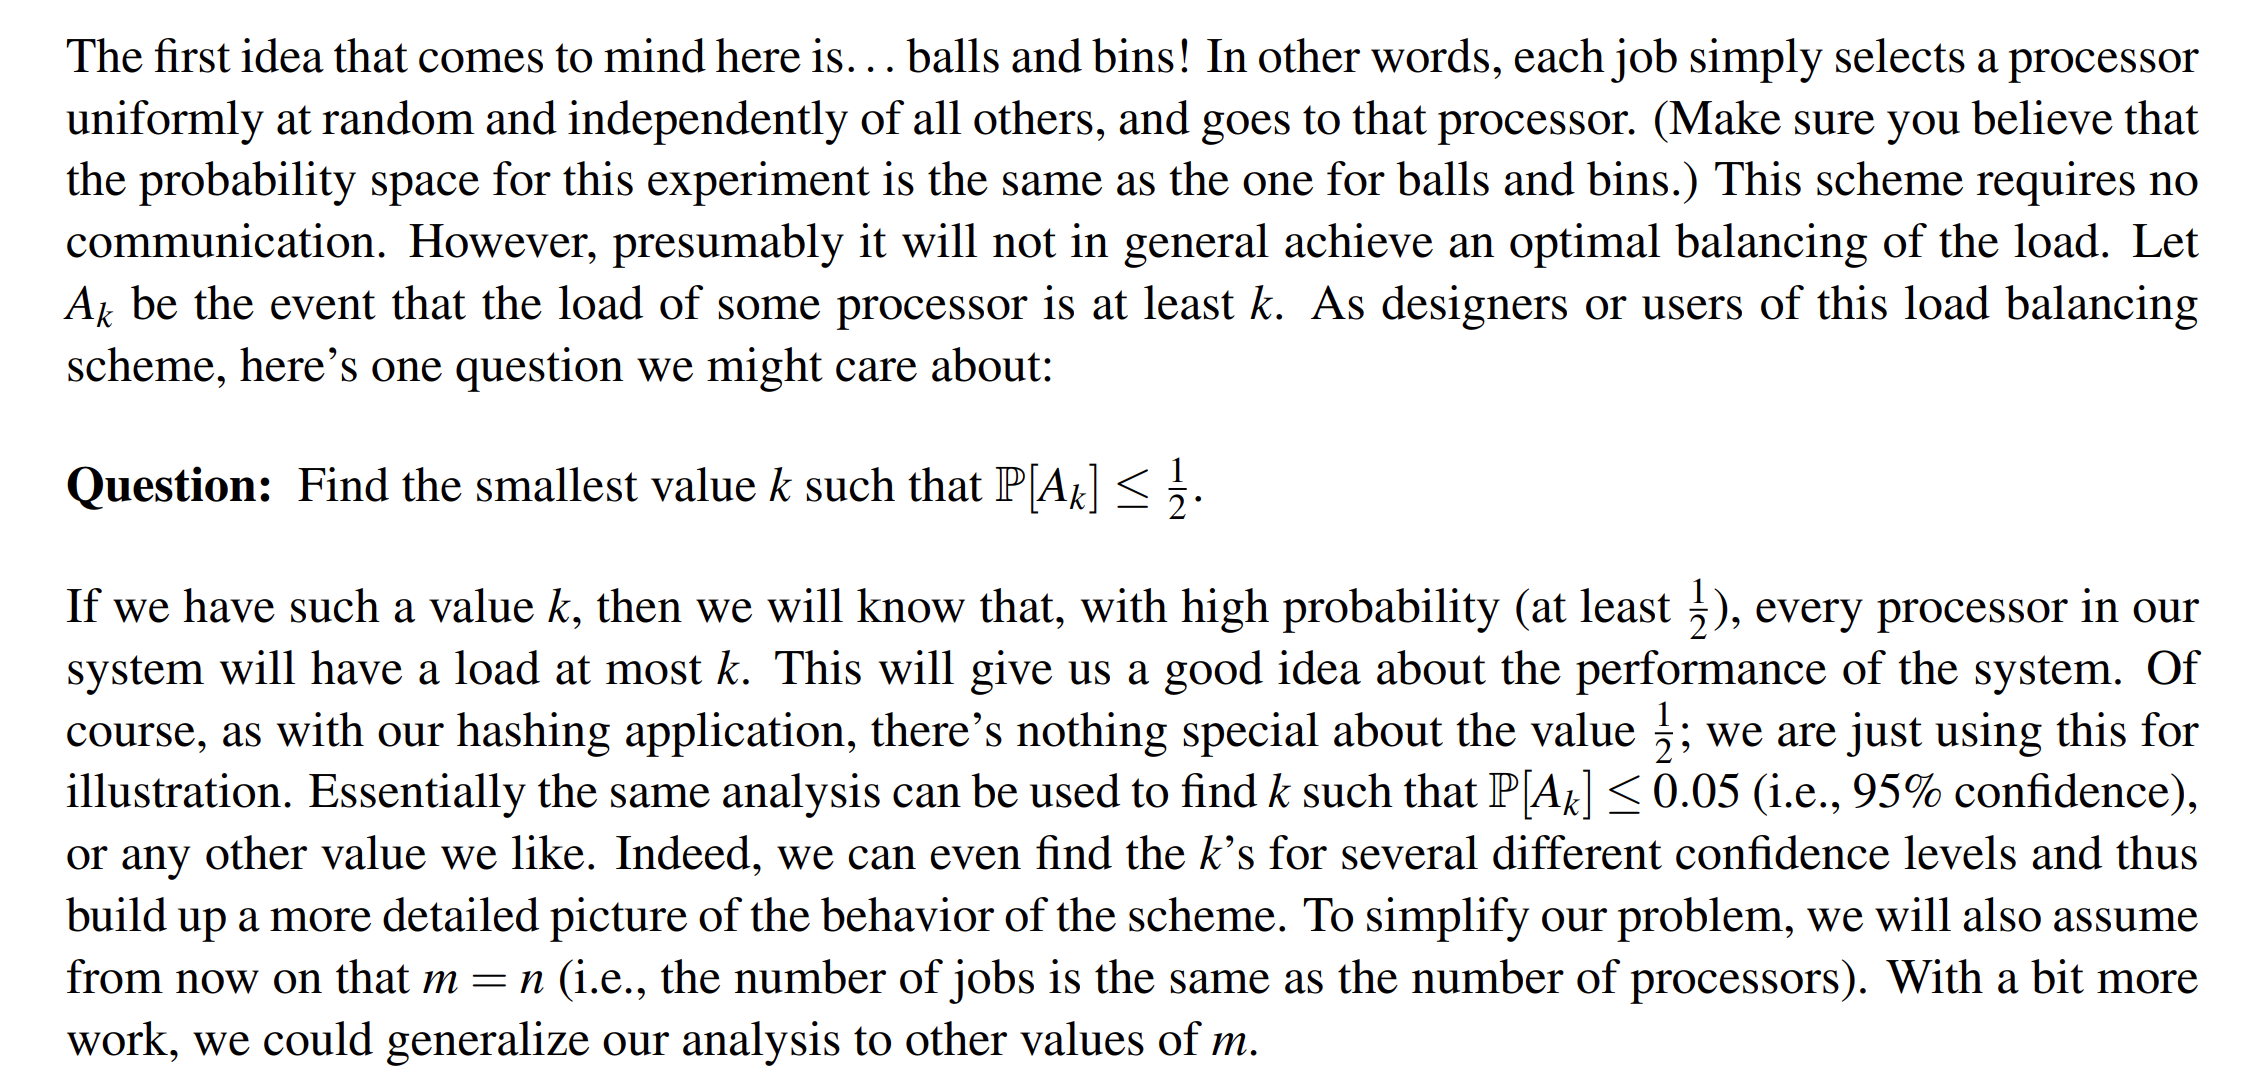 The first idea that comes to mind here is... balls and bins! In other words, each job simply selects a processor
uniformly at random and independently of all others, and goes to that processor. (Make sure you believe that
the probability space for this experiment is the same as the one for balls and bins.) This scheme requires no
communication. However, presumably it will not in general achieve an optimal balancing of the load. Let
A_k be the event that the load of some processor is at least k. As designers or users of this load balancing
scheme, here's one question we might care about:
Question: Find the smallest value k such that ℙ[A_k] ≤ 1/2.
If we have such a value k, then we will know that, with high probability (at least 1/2), every processor in our
system will have a load at most k. This will give us a good idea about the performance of the system. Of
course, as with our hashing application, there's nothing special about the value 1/2; we are just using this for
illustration. Essentially the same analysis can be used to find k such that ℙ[A_k] ≤ 0.05 (i.e., 95% confidence),
or any other value we like. Indeed, we can even find the k's for several different confidence levels and thus
build up a more detailed picture of the behavior of the scheme. To simplify our problem, we will also assume
from now on that m = n (i.e., the number of jobs is the same as the number of processors). With a bit more
work, we could generalize our analysis to other values of m.